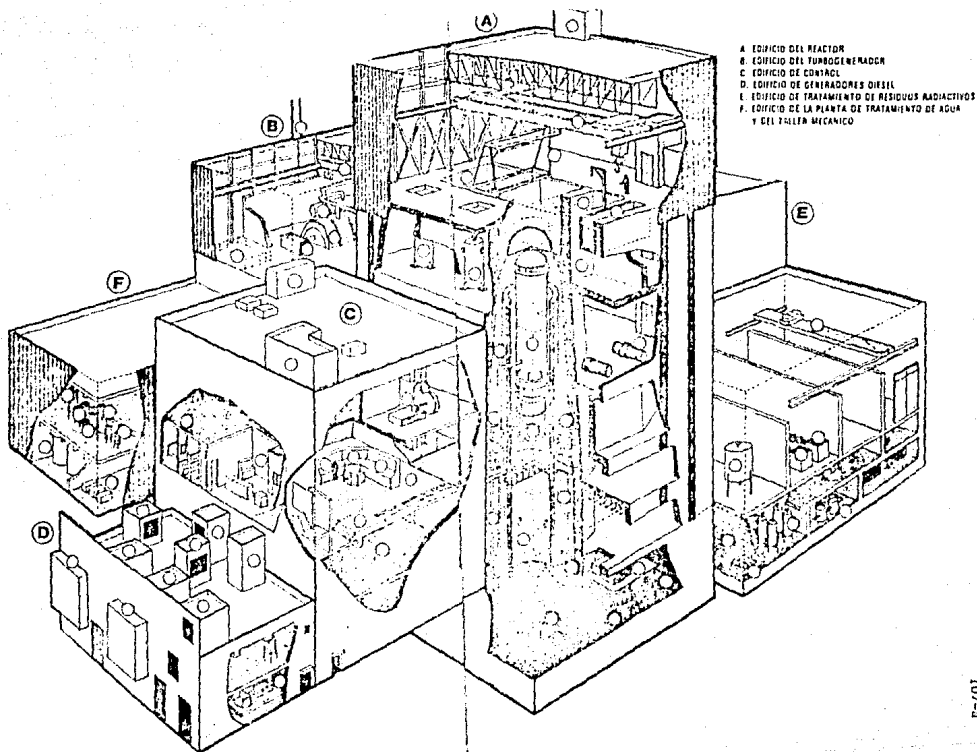 A
A. EDIFICIO DEL REACTOR
B. EDIFICIO DEL TURBOGENERADOR
C. EDIFICIO DE CONTROL
D. EDIFICIO DE GENERADORES DIESEL
E. EDIFICIO DE TRATAMIENTO DE RESIDUOS RADIACTIVOS
F. EDIFICIO DE LA PLANTA DE TRATAMIENTO DE AGUA
Y DEL TALLER MECANICO
B
E
F
C
D